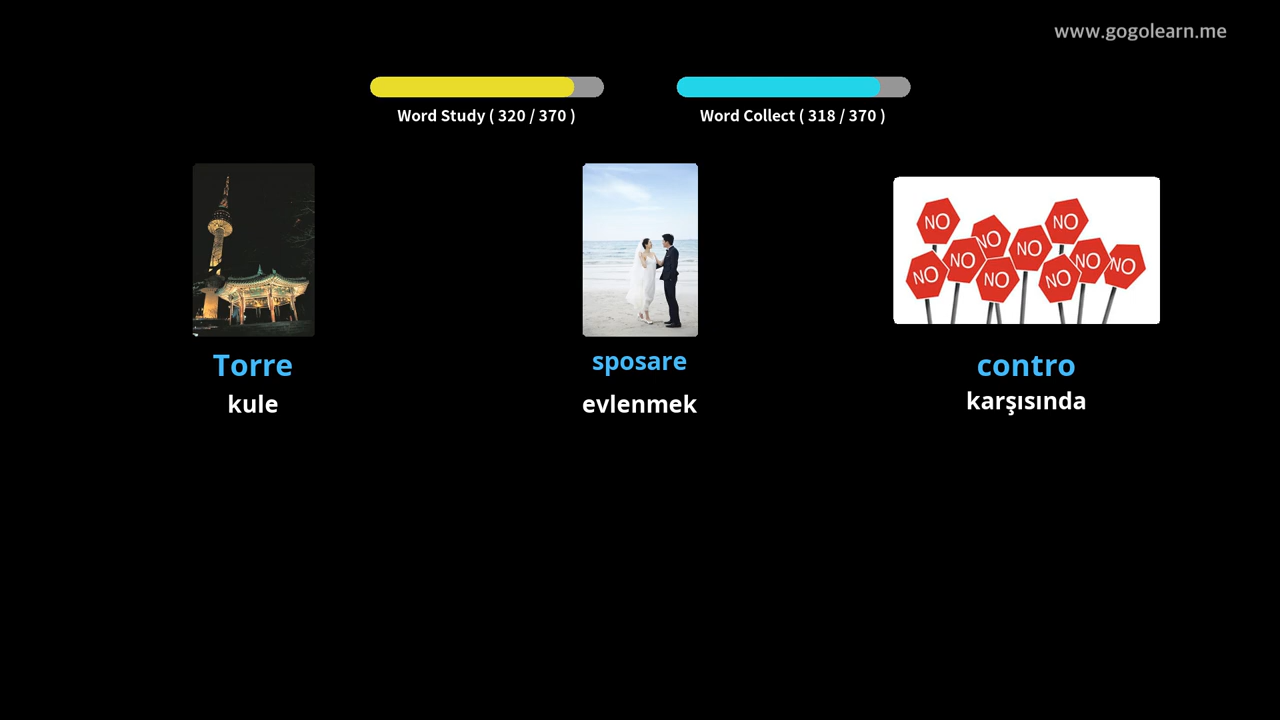 www.gogolearn.me
Word Study ( 320 / 370 )
Word Collect ( 318 / 370 )
NO
NO
NO
NO
NO
NO
NO
NO
NO
NO
Torre
sposare
contro
kule
evlenmek
karşısında